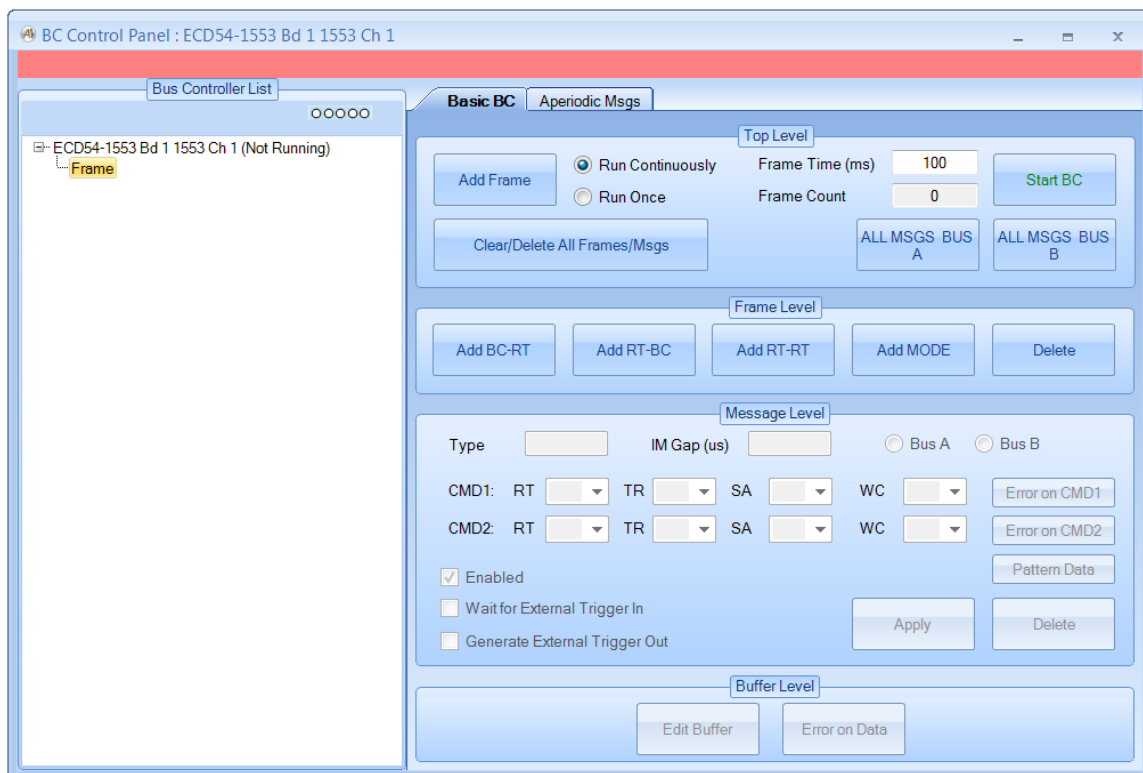 BC Control Panel : ECD54-1553 Bd 1 1553 Ch 1
Bus Controller List
ECD54-1553 Bd 1 1553 Ch 1 (Not Running)
Frame
Basic BC Aperiodic Msgs
Top Level
Add Frame
Run Continuously
Run Once
Frame Time (ms) 100
Frame Count 0
Start BC
Clear/Delete All Frames/Msgs
ALL MSGS BUS
A
ALL MSGS BUS
B
Frame Level
Add BC-RT Add RT-BC Add RT-RT Add MODE Delete
Message Level
Type IM Gap (us) Bus A Bus B
CMD1: RT TR SA WC Error on CMD1
CMD2: RT TR SA WC Error on CMD2
Pattern Data
Enabled
Wait for External Trigger In
Generate External Trigger Out
Apply Delete
Buffer Level
Edit Buffer Error on Data